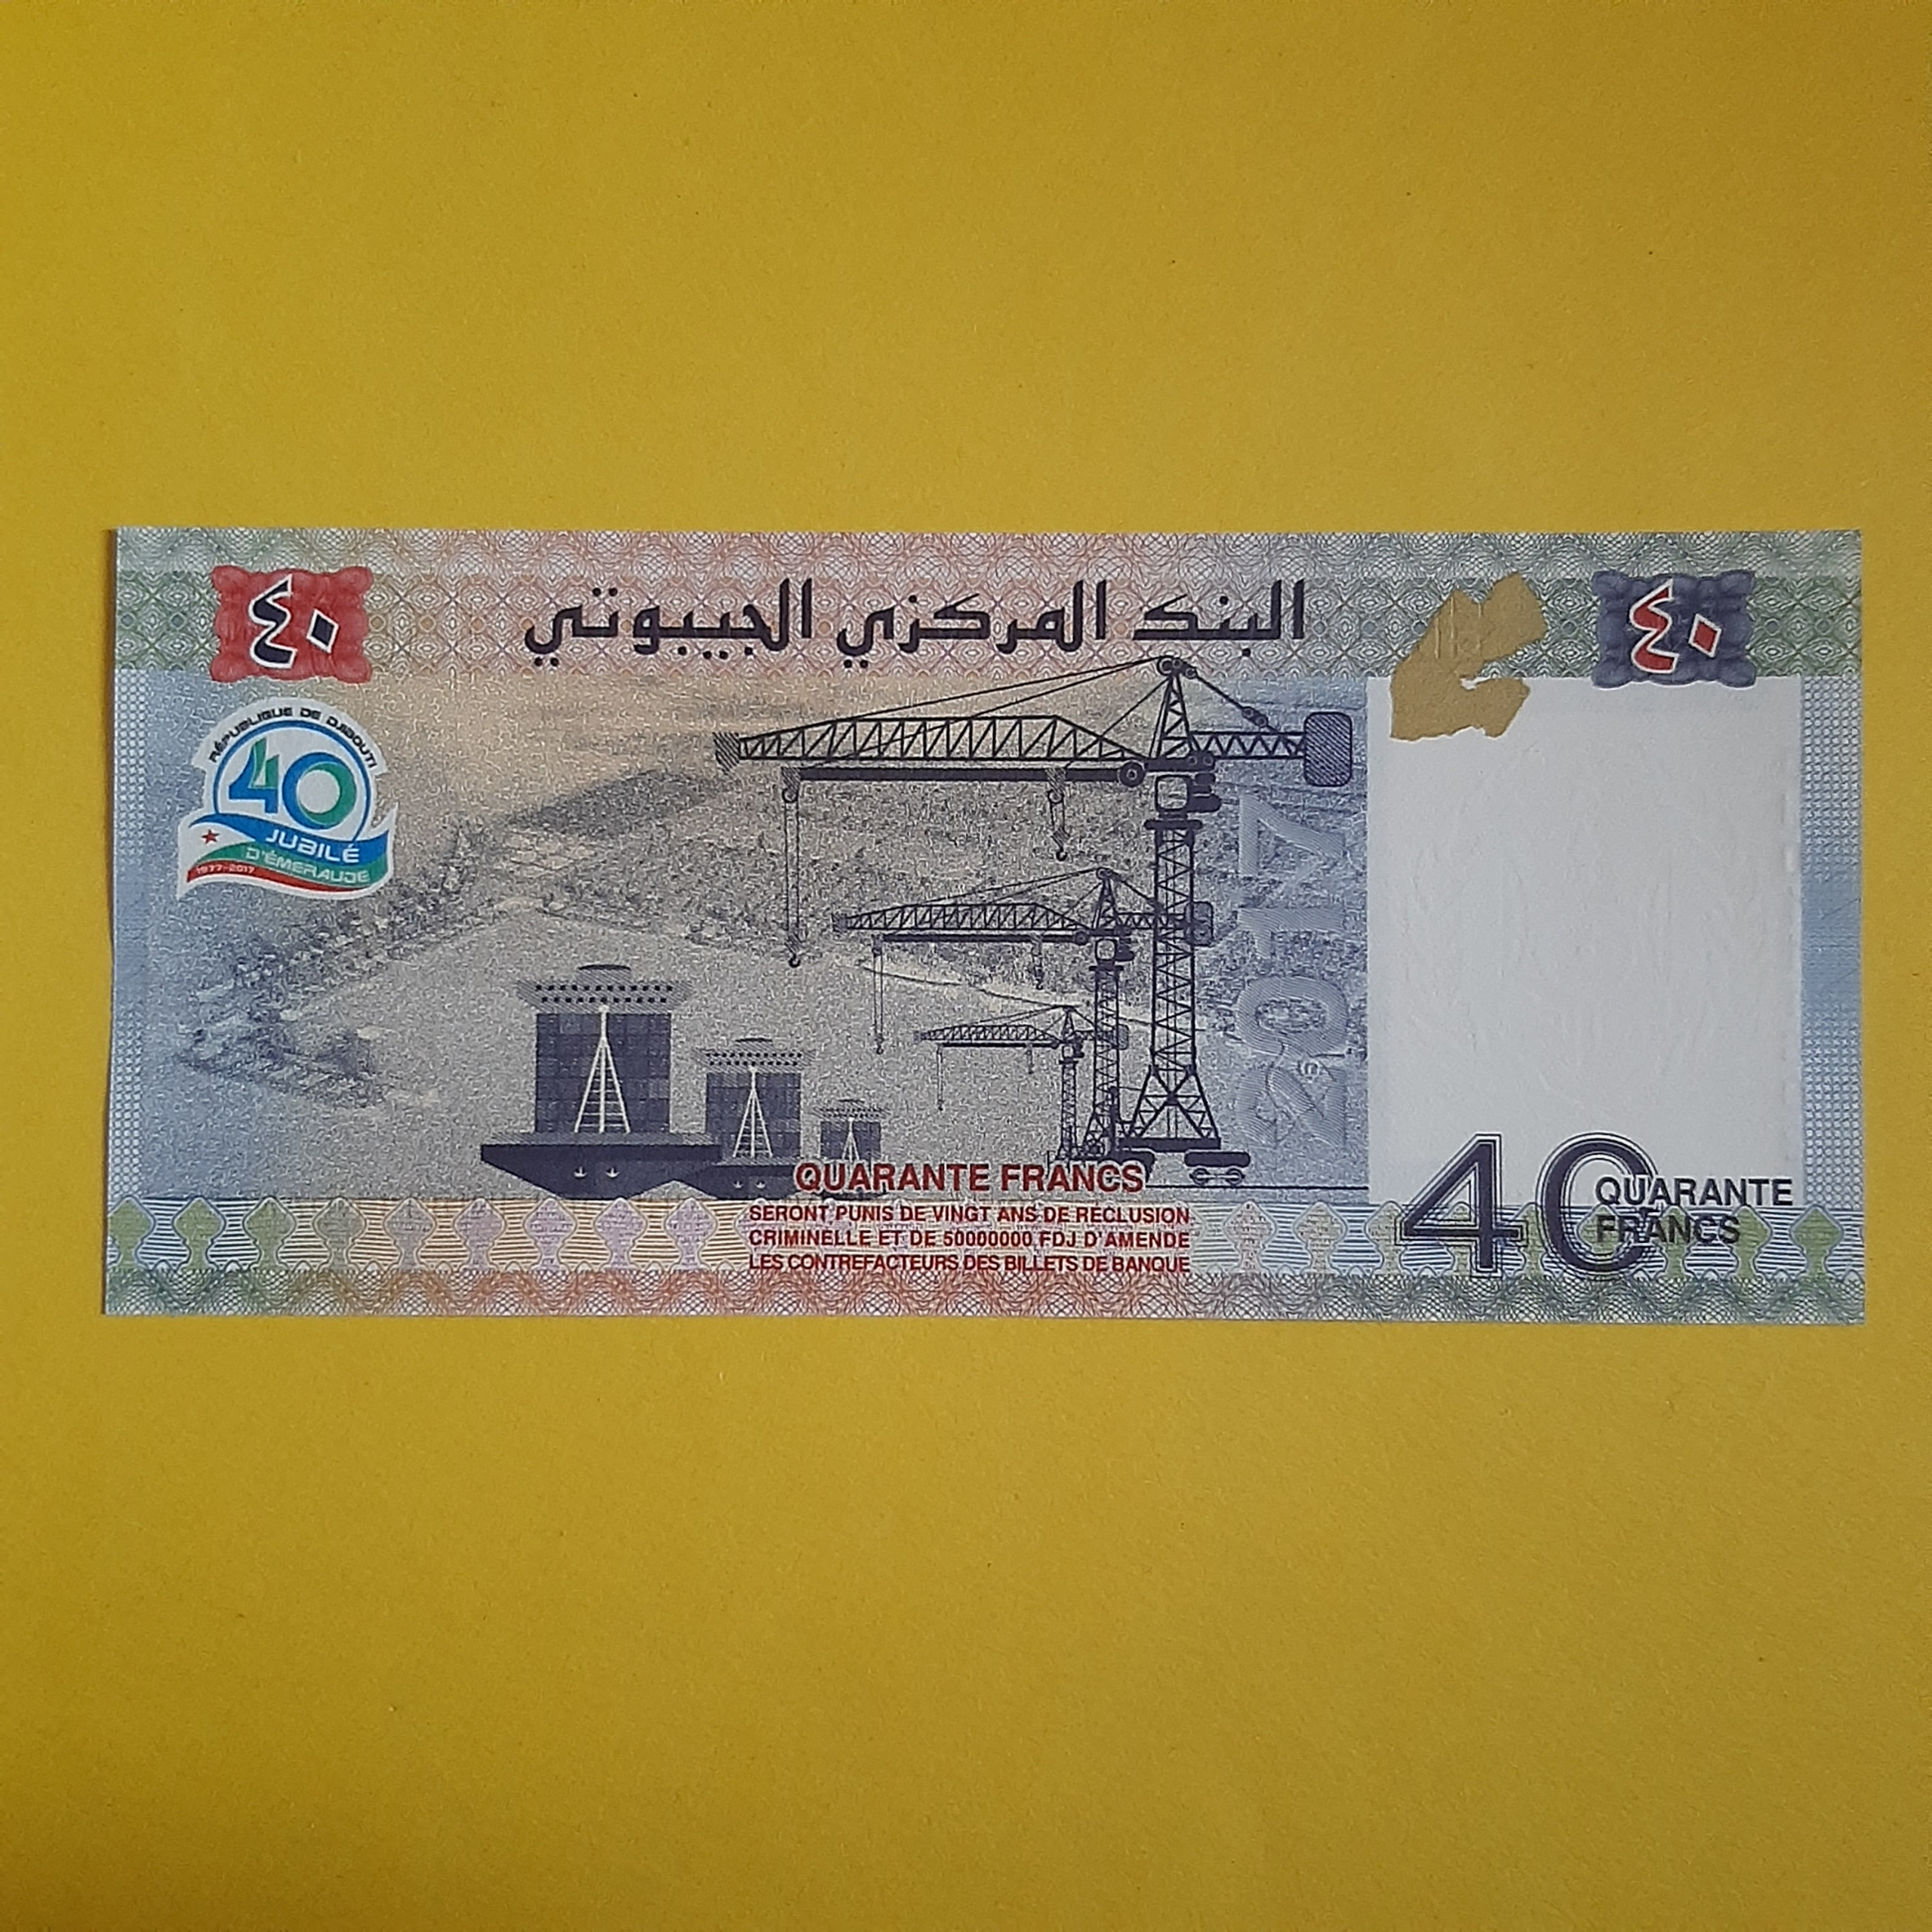 ٤٠
البنك المركزي الجيبوتي
٤٠
RÉPUBLIQUE DE DJIBOUTI
40
JUBILÉ
D'ÉMERAUDE
1977-2017
2017
QUARANTE FRANCS
SERONT PUNIS DE VINGT ANS DE RÉCLUSION
CRIMINELLE ET DE 50000000 FDJ D'AMENDE
LES CONTREFACTEURS DES BILLETS DE BANQUE
40
QUARANTE
FRANCS